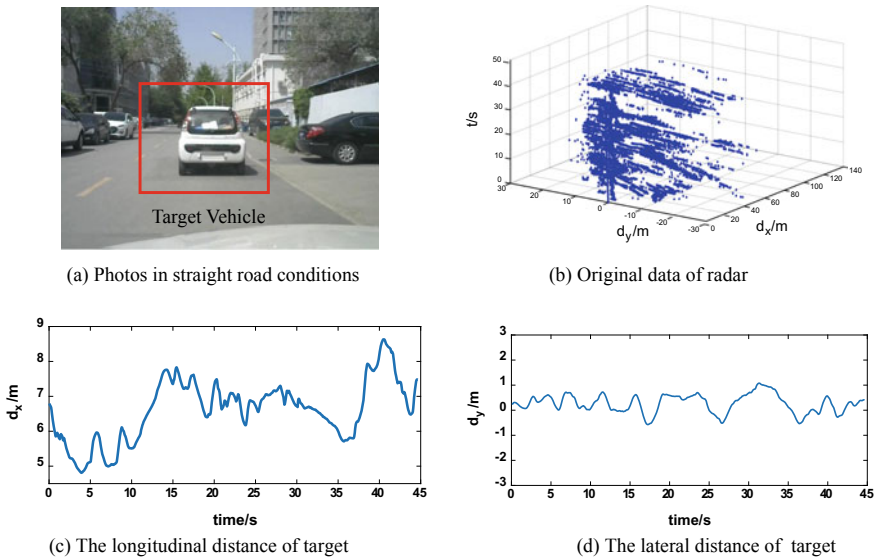 Target Vehicle
(a) Photos in straight road conditions
50
40
30
20
10
0
t/s
30
20
10
0
-10
-20
-30
d_y/m
0
20
40
60
80
100
120
140
d_x/m
(b) Original data of radar
9
8
7
6
5
d_x/m
0 5 10 15 20 25 30 35 40 45
time/s
(c) The longitudinal distance of target
3
2
1
0
-1
-2
-3
d_y/m
0 5 10 15 20 25 30 35 40 45
time/s
(d) The lateral distance of target